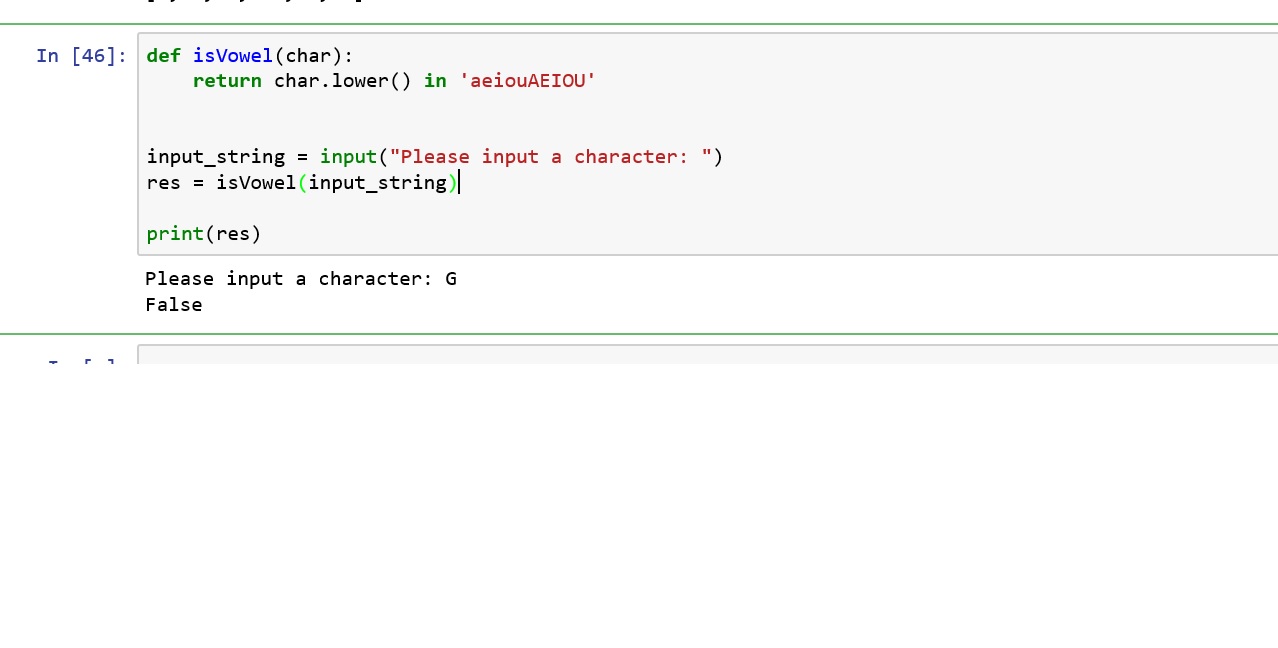 In [46]: def isVowel(char):
    return char.lower() in 'aeiouAEIOU'
input_string = input("Please input a character: ")
res = isVowel(input_string)
print(res)
Please input a character: G
False